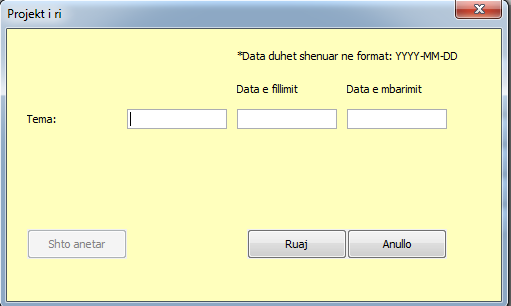 Projekt i ri
*Data duhet shenuar ne format: YYYY-MM-DD
Data e fillimit Data e mbarimit
Tema:
Shto anetar Ruaj Anullo